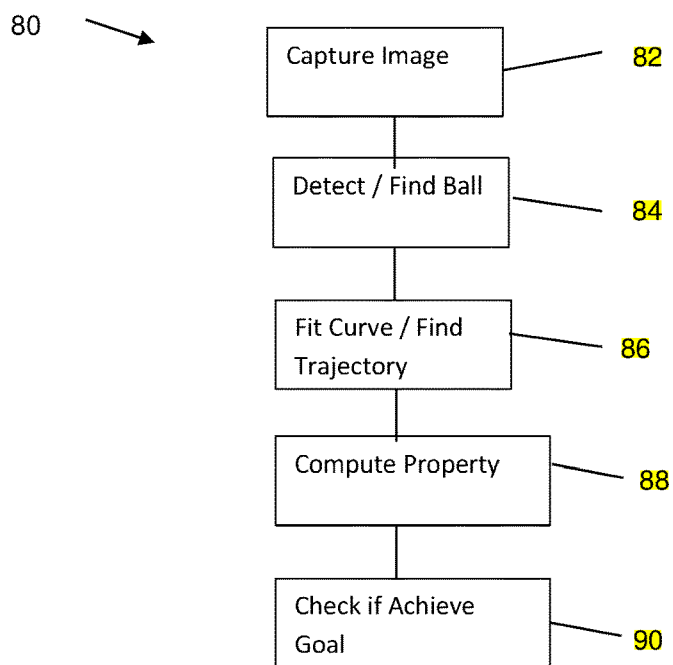 80
Capture Image
82
Detect / Find Ball
84
Fit Curve / Find
Trajectory
86
Compute Property
88
Check if Achieve
Goal
90